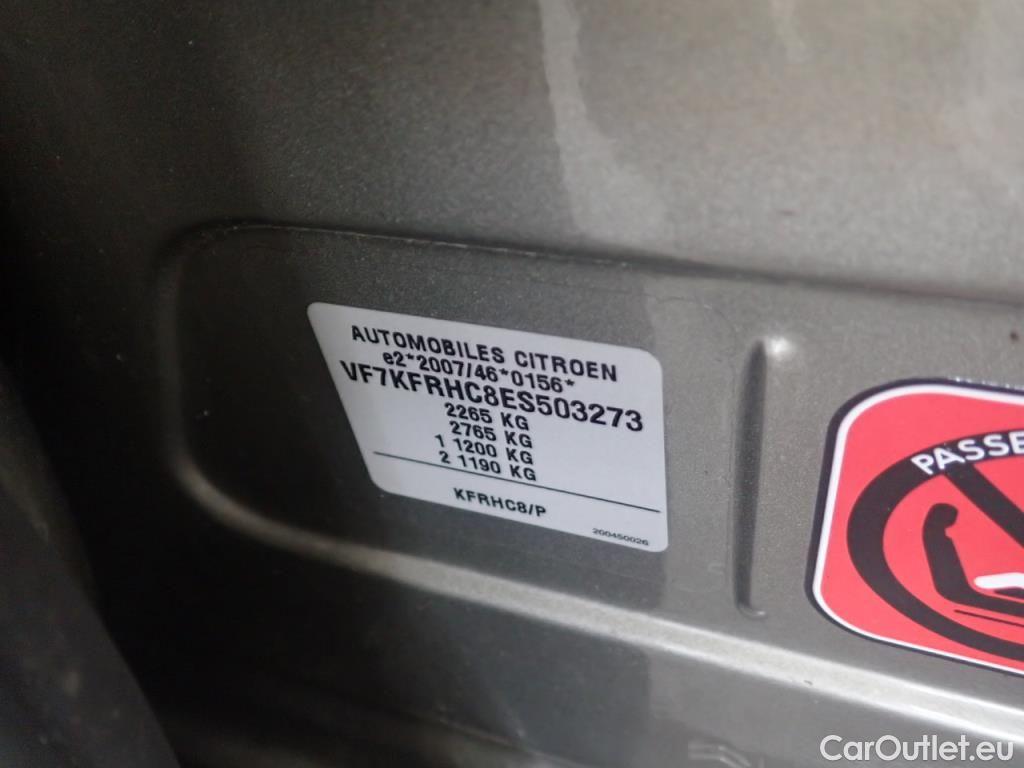 AUTOMOBILES CITROEN
e2*2007/46*0156*
VF7KFRHC8ES503273
2265 KG
2765 KG
1 1200 KG
2 1190 KG
KFRHC8/P
200450026
PASSE
CarOutlet.eu